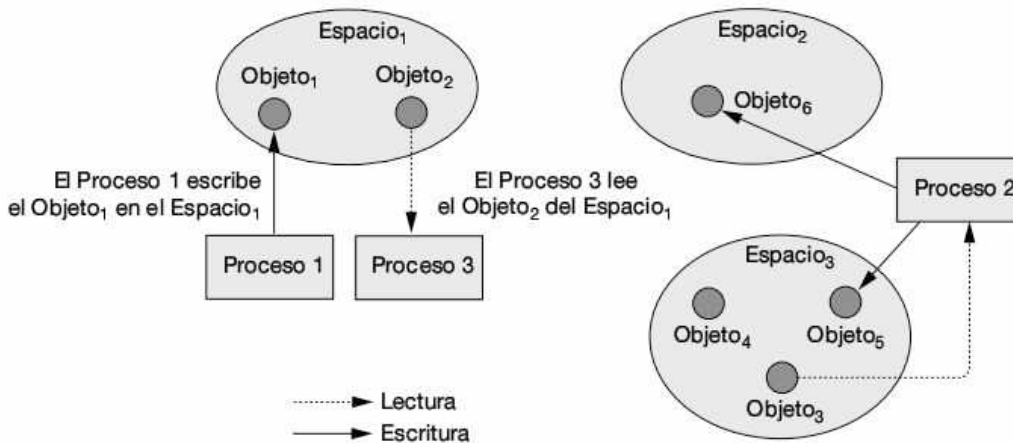 Espacio₁
Objeto₁
Objeto₂
El Proceso 1 escribe
el Objeto₁ en el Espacio₁
El Proceso 3 lee
el Objeto₂ del Espacio₁
Proceso 1
Proceso 3
Espacio₂
Objeto₆
Proceso 2
Espacio₃
Objeto₄
Objeto₅
Objeto₃
Lectura
Escritura